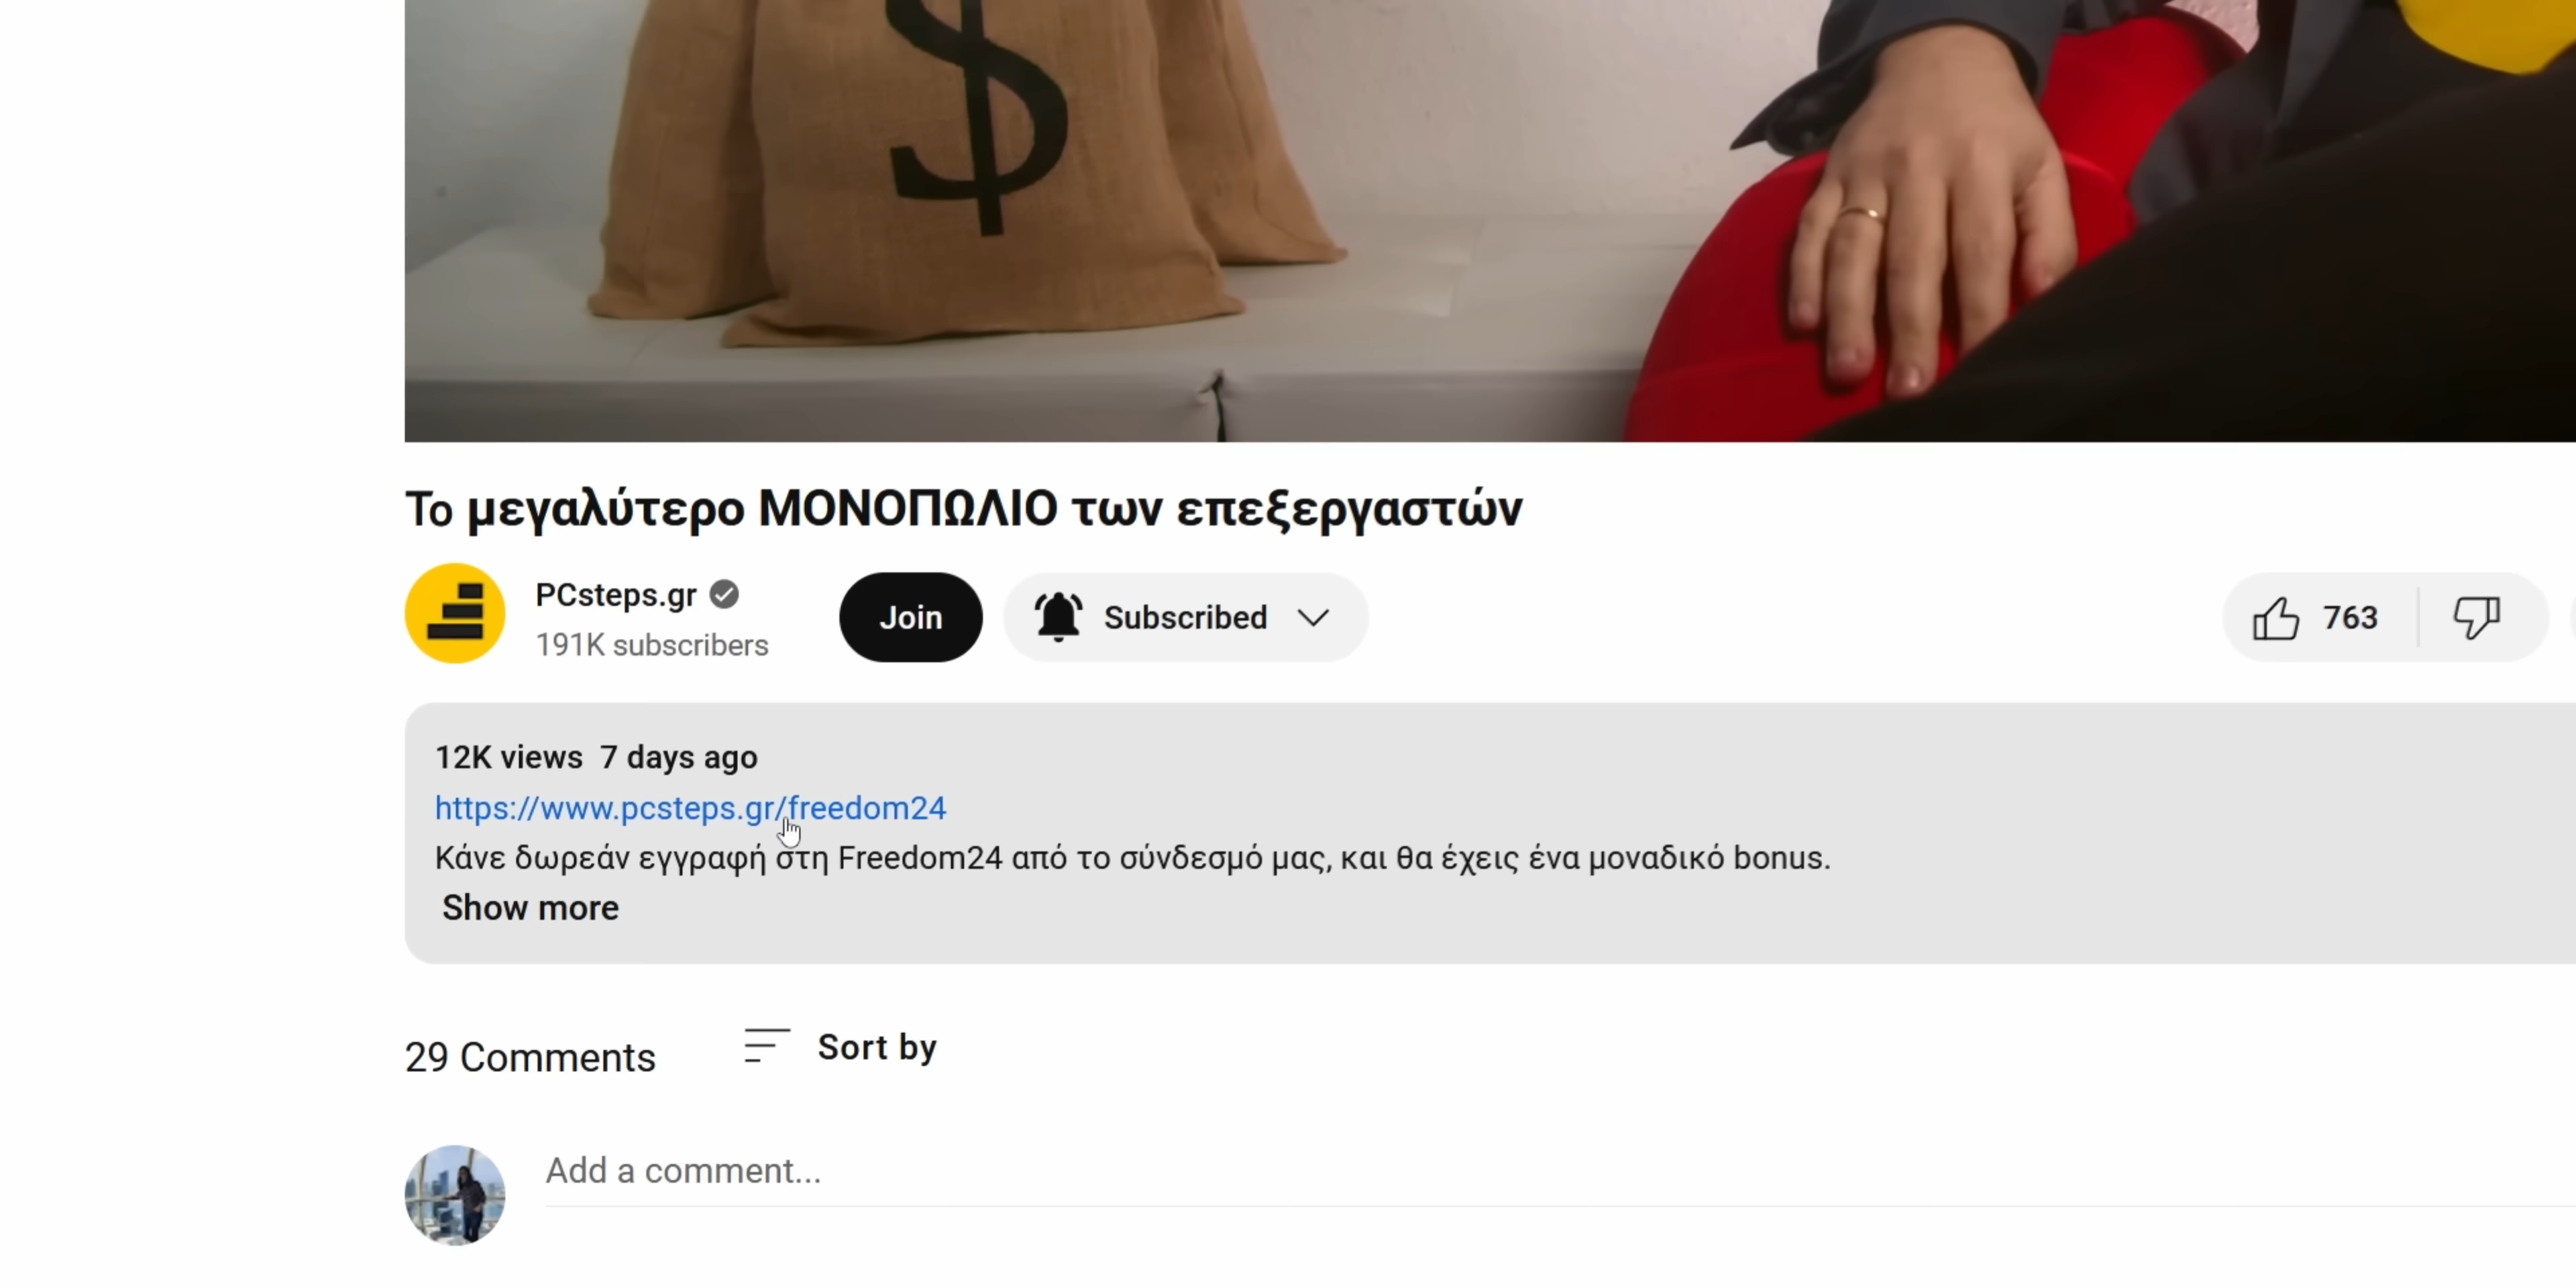 $
Το μεγαλύτερο ΜΟΝΟΠΩΛΙΟ των επεξεργαστών
PCsteps.gr
191K subscribers
Join
Subscribed
763
12K views 7 days ago
https://www.pcsteps.gr/freedom24
Κάνε δωρεάν εγγραφή στη Freedom24 από το σύνδεσμό μας, και θα έχεις ένα μοναδικό bonus.
Show more
29 Comments
Sort by
Add a comment...